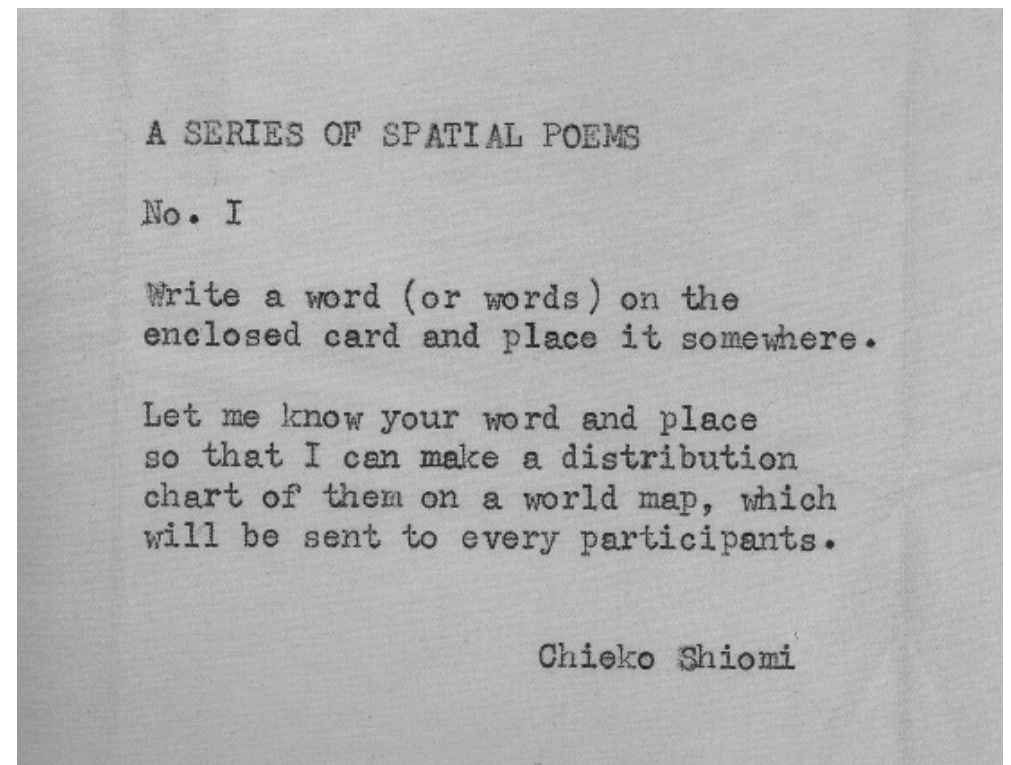 A SERIES OF SPATIAL POEMS
No. I
Write a word (or words) on the
enclosed card and place it somewhere.
Let me know your word and place
so that I can make a distribution
chart of them on a world map, which
will be sent to every participants.
Chieko Shiomi